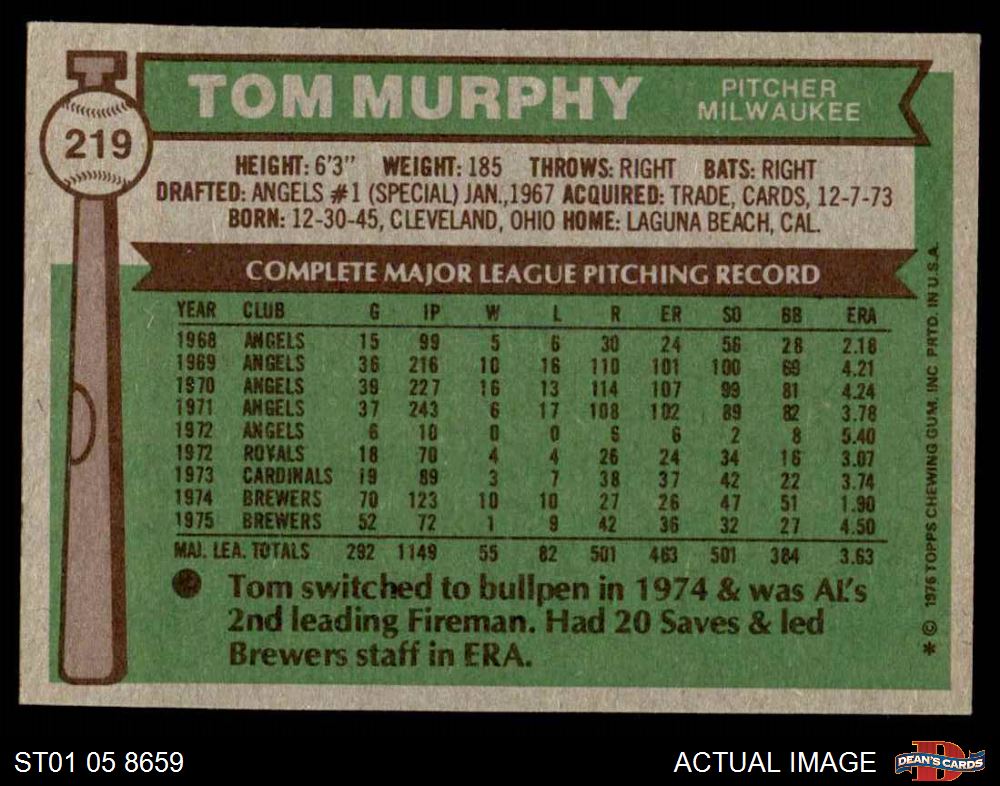 219
TOM MURPHY
PITCHER
MILWAUKEE
HEIGHT: 6'3" WEIGHT: 185 THROWS: RIGHT BATS: RIGHT
DRAFTED: ANGELS #1 (SPECIAL) JAN., 1967 ACQUIRED: TRADE, CARDS, 12-7-73
BORN: 12-30-45, CLEVELAND, OHIO HOME: LAGUNA BEACH, CAL.
COMPLETE MAJOR LEAGUE PITCHING RECORD
YEAR CLUB G IP W L R ER SO BB ERA
1968 ANGELS 15 99 5 6 30 24 56 28 2.18
1969 ANGELS 36 216 10 16 110 101 100 69 4.21
1970 ANGELS 39 227 16 13 114 107 99 81 4.24
1971 ANGELS 37 243 6 17 108 102 89 82 3.78
1972 ANGELS 6 10 0 0 6 6 2 8 5.40
1972 ROYALS 18 70 4 4 26 24 34 16 3.07
1973 CARDINALS 19 89 3 7 38 37 42 22 3.74
1974 BREWERS 70 123 10 10 27 26 47 51 1.90
1975 BREWERS 52 72 1 9 42 36 32 27 4.50
MAJ. LEA. TOTALS 292 1149 55 82 501 463 501 384 3.63
Tom switched to bullpen in 1974 & was AL's
2nd leading Fireman. Had 20 Saves & led
Brewers staff in ERA.
* © 1976 TOPPS CHEWING GUM. INC PRTD. IN U.S.A.
ST01 05 8659
ACTUAL IMAGE
D
DEAN'S CARDS